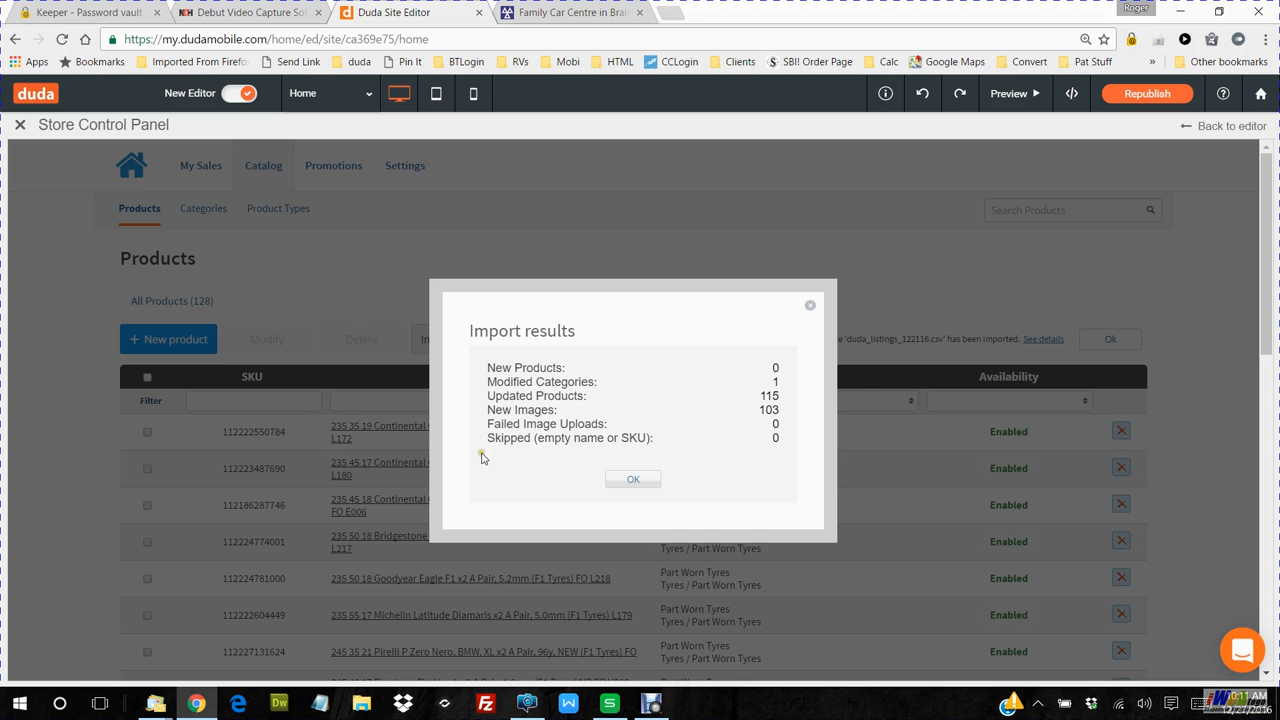 Roger
Keeper - Password vault
Debut Video Capture So
Duda Site Editor
Family Car Centre in Brai
https://my.dudamobile.com/home/ed/site/ca369e75/home
Apps
Bookmarks
Imported From Firefo
Send Link
duda
Pin It
BTLogin
RVs
Mobi
HTML
CCLogin
Clients
SBI! Order Page
Calc
Google Maps
Convert
Pat Stuff
»
Other bookmarks
duda
New Editor
Home
Preview
Republish
Store Control Panel
Back to editor
My Sales
Catalog
Promotions
Settings
Products
Categories
Product Types
Search Products
Products
All Products (128)
+ New product
Modify
Delete
Im
e 'duda_listings_122116.csv' has been imported. See details
Ok
SKU
Availability
Filter
Import results
New Products: 0
Modified Categories: 1
Updated Products: 115
New Images: 103
Failed Image Uploads: 0
Skipped (empty name or SKU): 0
OK
112222550784
235 35 19 Continental
L172
Enabled
112223487690
235 45 17 Continental
L180
Enabled
112186287746
235 45 18 Continental
FO E006
Enabled
112224774001
235 50 18 Bridgestone
L217
Tyres / Part Worn Tyres
Enabled
112224781000
235 50 18 Goodyear Eagle F1 x2 A Pair, 5.2mm (F1 Tyres) FO L218
Part Worn Tyres
Tyres / Part Worn Tyres
Enabled
112222604449
235 55 17 Michelin Latitude Diamaris x2 A Pair, 5.0mm (F1 Tyres) L179
Part Worn Tyres
Tyres / Part Worn Tyres
Enabled
112227131624
245 35 21 Pirelli P Zero Nero, BMW, XL x2 A Pair, 96y, NEW (F1 Tyres) FO
Part Worn Tyres
Tyres / Part Worn Tyres
Enabled
Dw
0:11 AM
12/27/2016